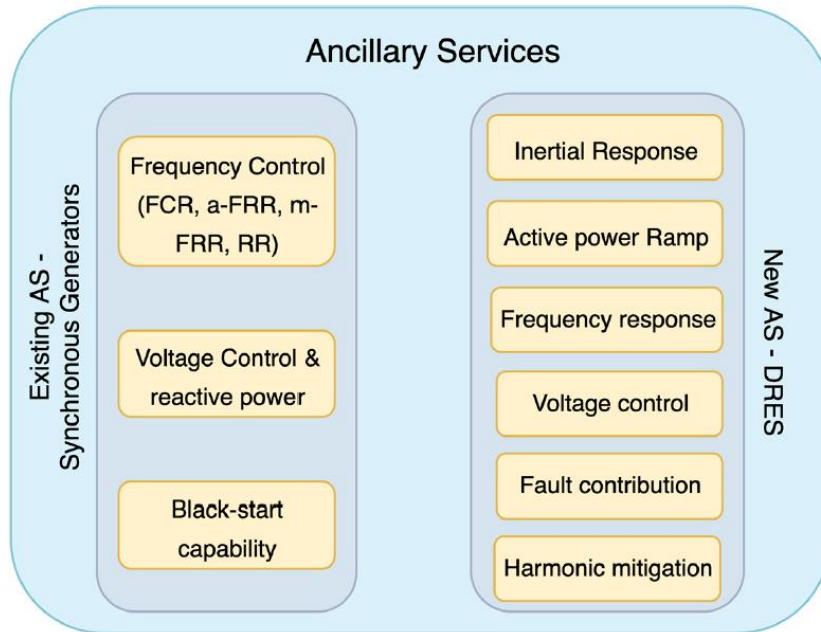 Ancillary Services
Existing AS -
Synchronous Generators
Frequency Control
(FCR, a-FRR, m-
FRR, RR)
Voltage Control &
reactive power
Black-start
capability
Inertial Response
Active power Ramp
Frequency response
Voltage control
Fault contribution
Harmonic mitigation
New AS - DRES